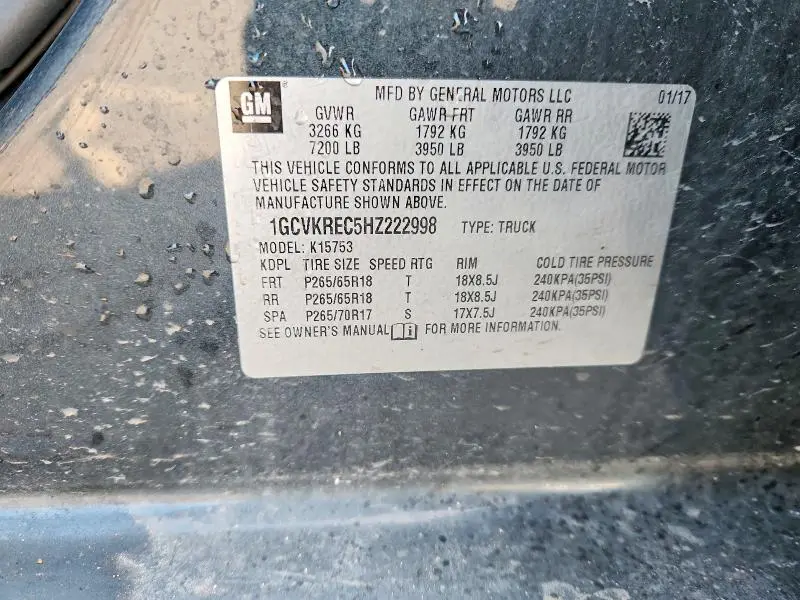 GM
MFD BY GENERAL MOTORS LLC 01/17
GVWR GAWR FRT GAWR RR
3266 KG 1792 KG 1792 KG
7200 LB 3950 LB 3950 LB
THIS VEHICLE CONFORMS TO ALL APPLICABLE U.S. FEDERAL MOTOR
VEHICLE SAFETY STANDARDS IN EFFECT ON THE DATE OF
MANUFACTURE SHOWN ABOVE.
1GCVKREC5HZ222998 TYPE: TRUCK
MODEL: K15753
KDPL TIRE SIZE SPEED RTG RIM COLD TIRE PRESSURE
FRT P265/65R18 T 18X8.5J 240KPA(35PSI)
RR P265/65R18 T 18X8.5J 240KPA(35PSI)
SPA P265/70R17 S 17X7.5J 240KPA(35PSI)
SEE OWNER'S MANUAL FOR MORE INFORMATION.